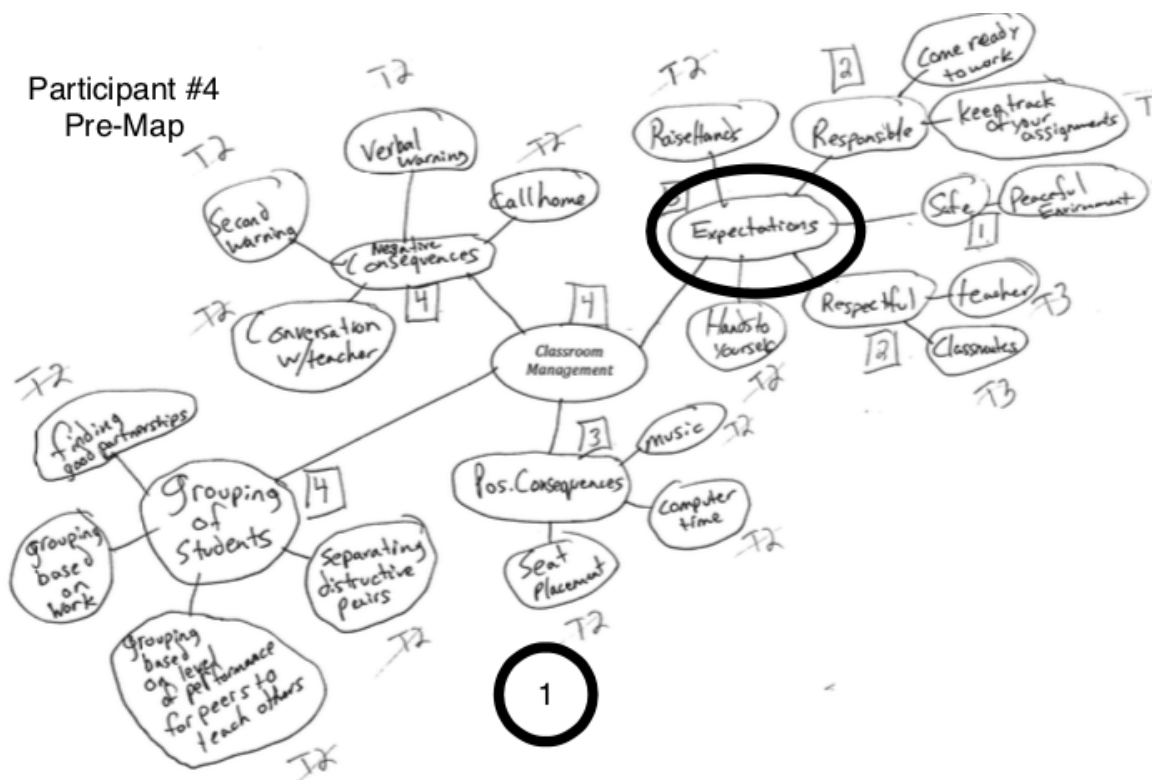 Participant #4
Pre-Map
T2
Verbal
warning
T2
Second
warning
T2
Call home
Negative
Consequences
4
T2
Conversation
w/teacher
T2
Raise Hands
2
Responsible
Come ready
to work
keep track
of your
assignments
T
Expectations
Safe
1
Peaceful
Enviroment
Respectful
2
teacher
T3
Classmates
T3
Hands to
Yourself
T2
4
Classroom
Management
T2
finding
good partnerships
Grouping
of
Students
4
grouping
based
on
work
Separating
distructive
peairs
T2
grouping
based
on level
of performance
for peers to
teach others
T2
3
Pos. Consequences
music
T2
computer
time
T2
Seat
Placement
T2
1